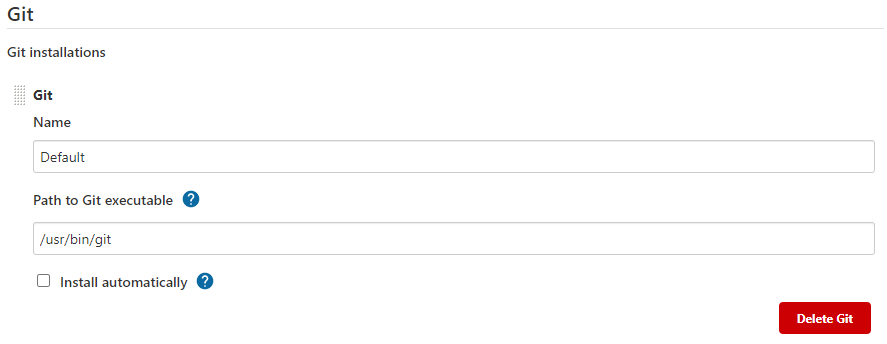 Git
Git installations
Git
Name
Default
Path to Git executable ?
/usr/bin/git
Install automatically ?
Delete Git